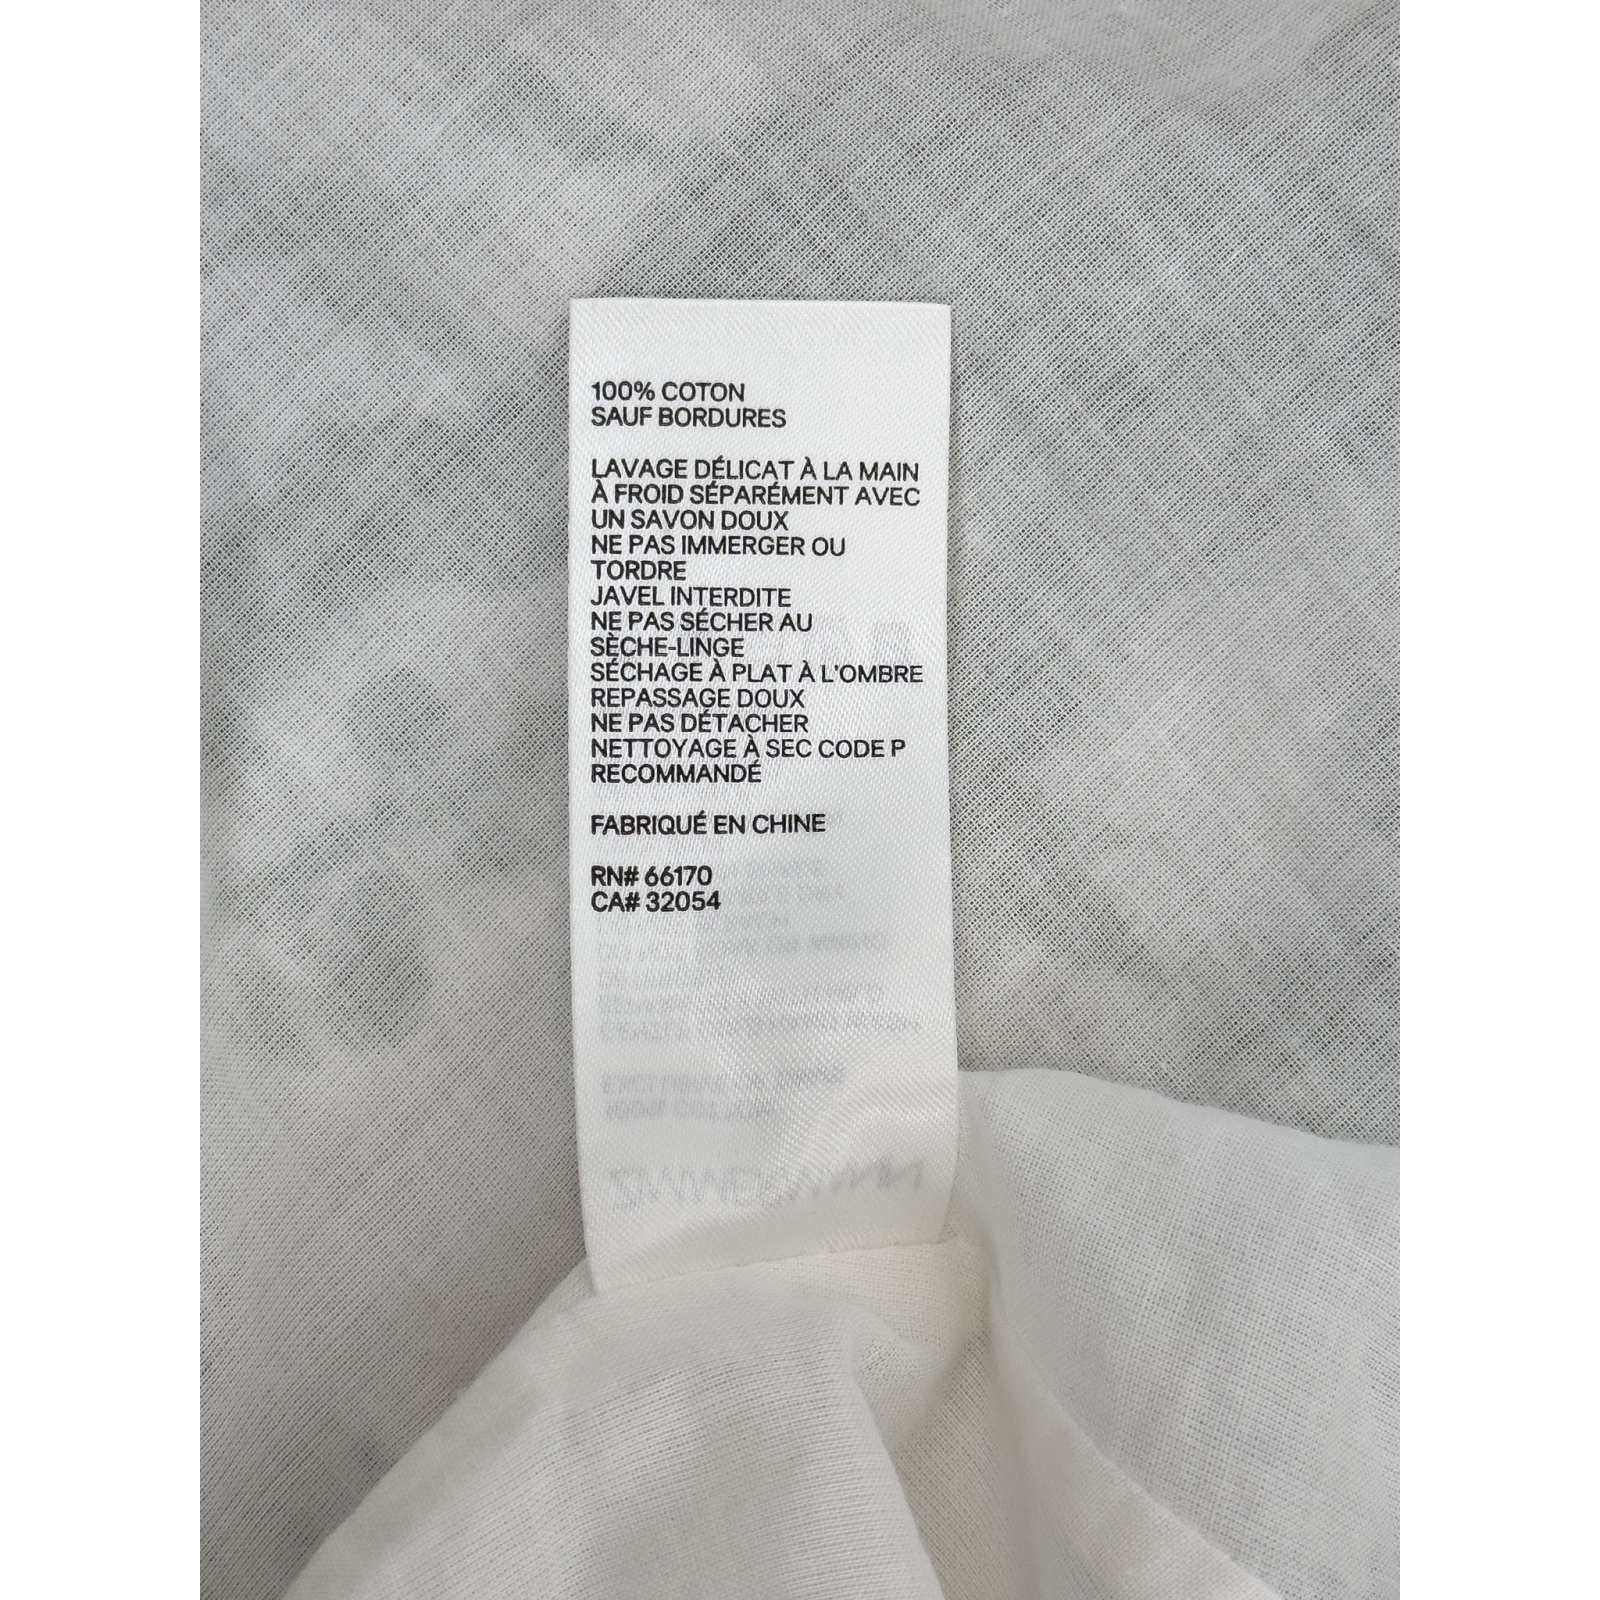 100% COTON
SAUF BORDURES
LAVAGE DÉLICAT À LA MAIN
À FROID SÉPARÉMENT AVEC
UN SAVON DOUX
NE PAS IMMERGER OU
TORDRE
JAVEL INTERDITE
NE PAS SÉCHER AU
SÈCHE-LINGE
SÉCHAGE À PLAT À L'OMBRE
REPASSAGE DOUX
NE PAS DÉTACHER
NETTOYAGE À SEC CODE P
RECOMMANDÉ
FABRIQUÉ EN CHINE
RN# 66170
CA# 32054